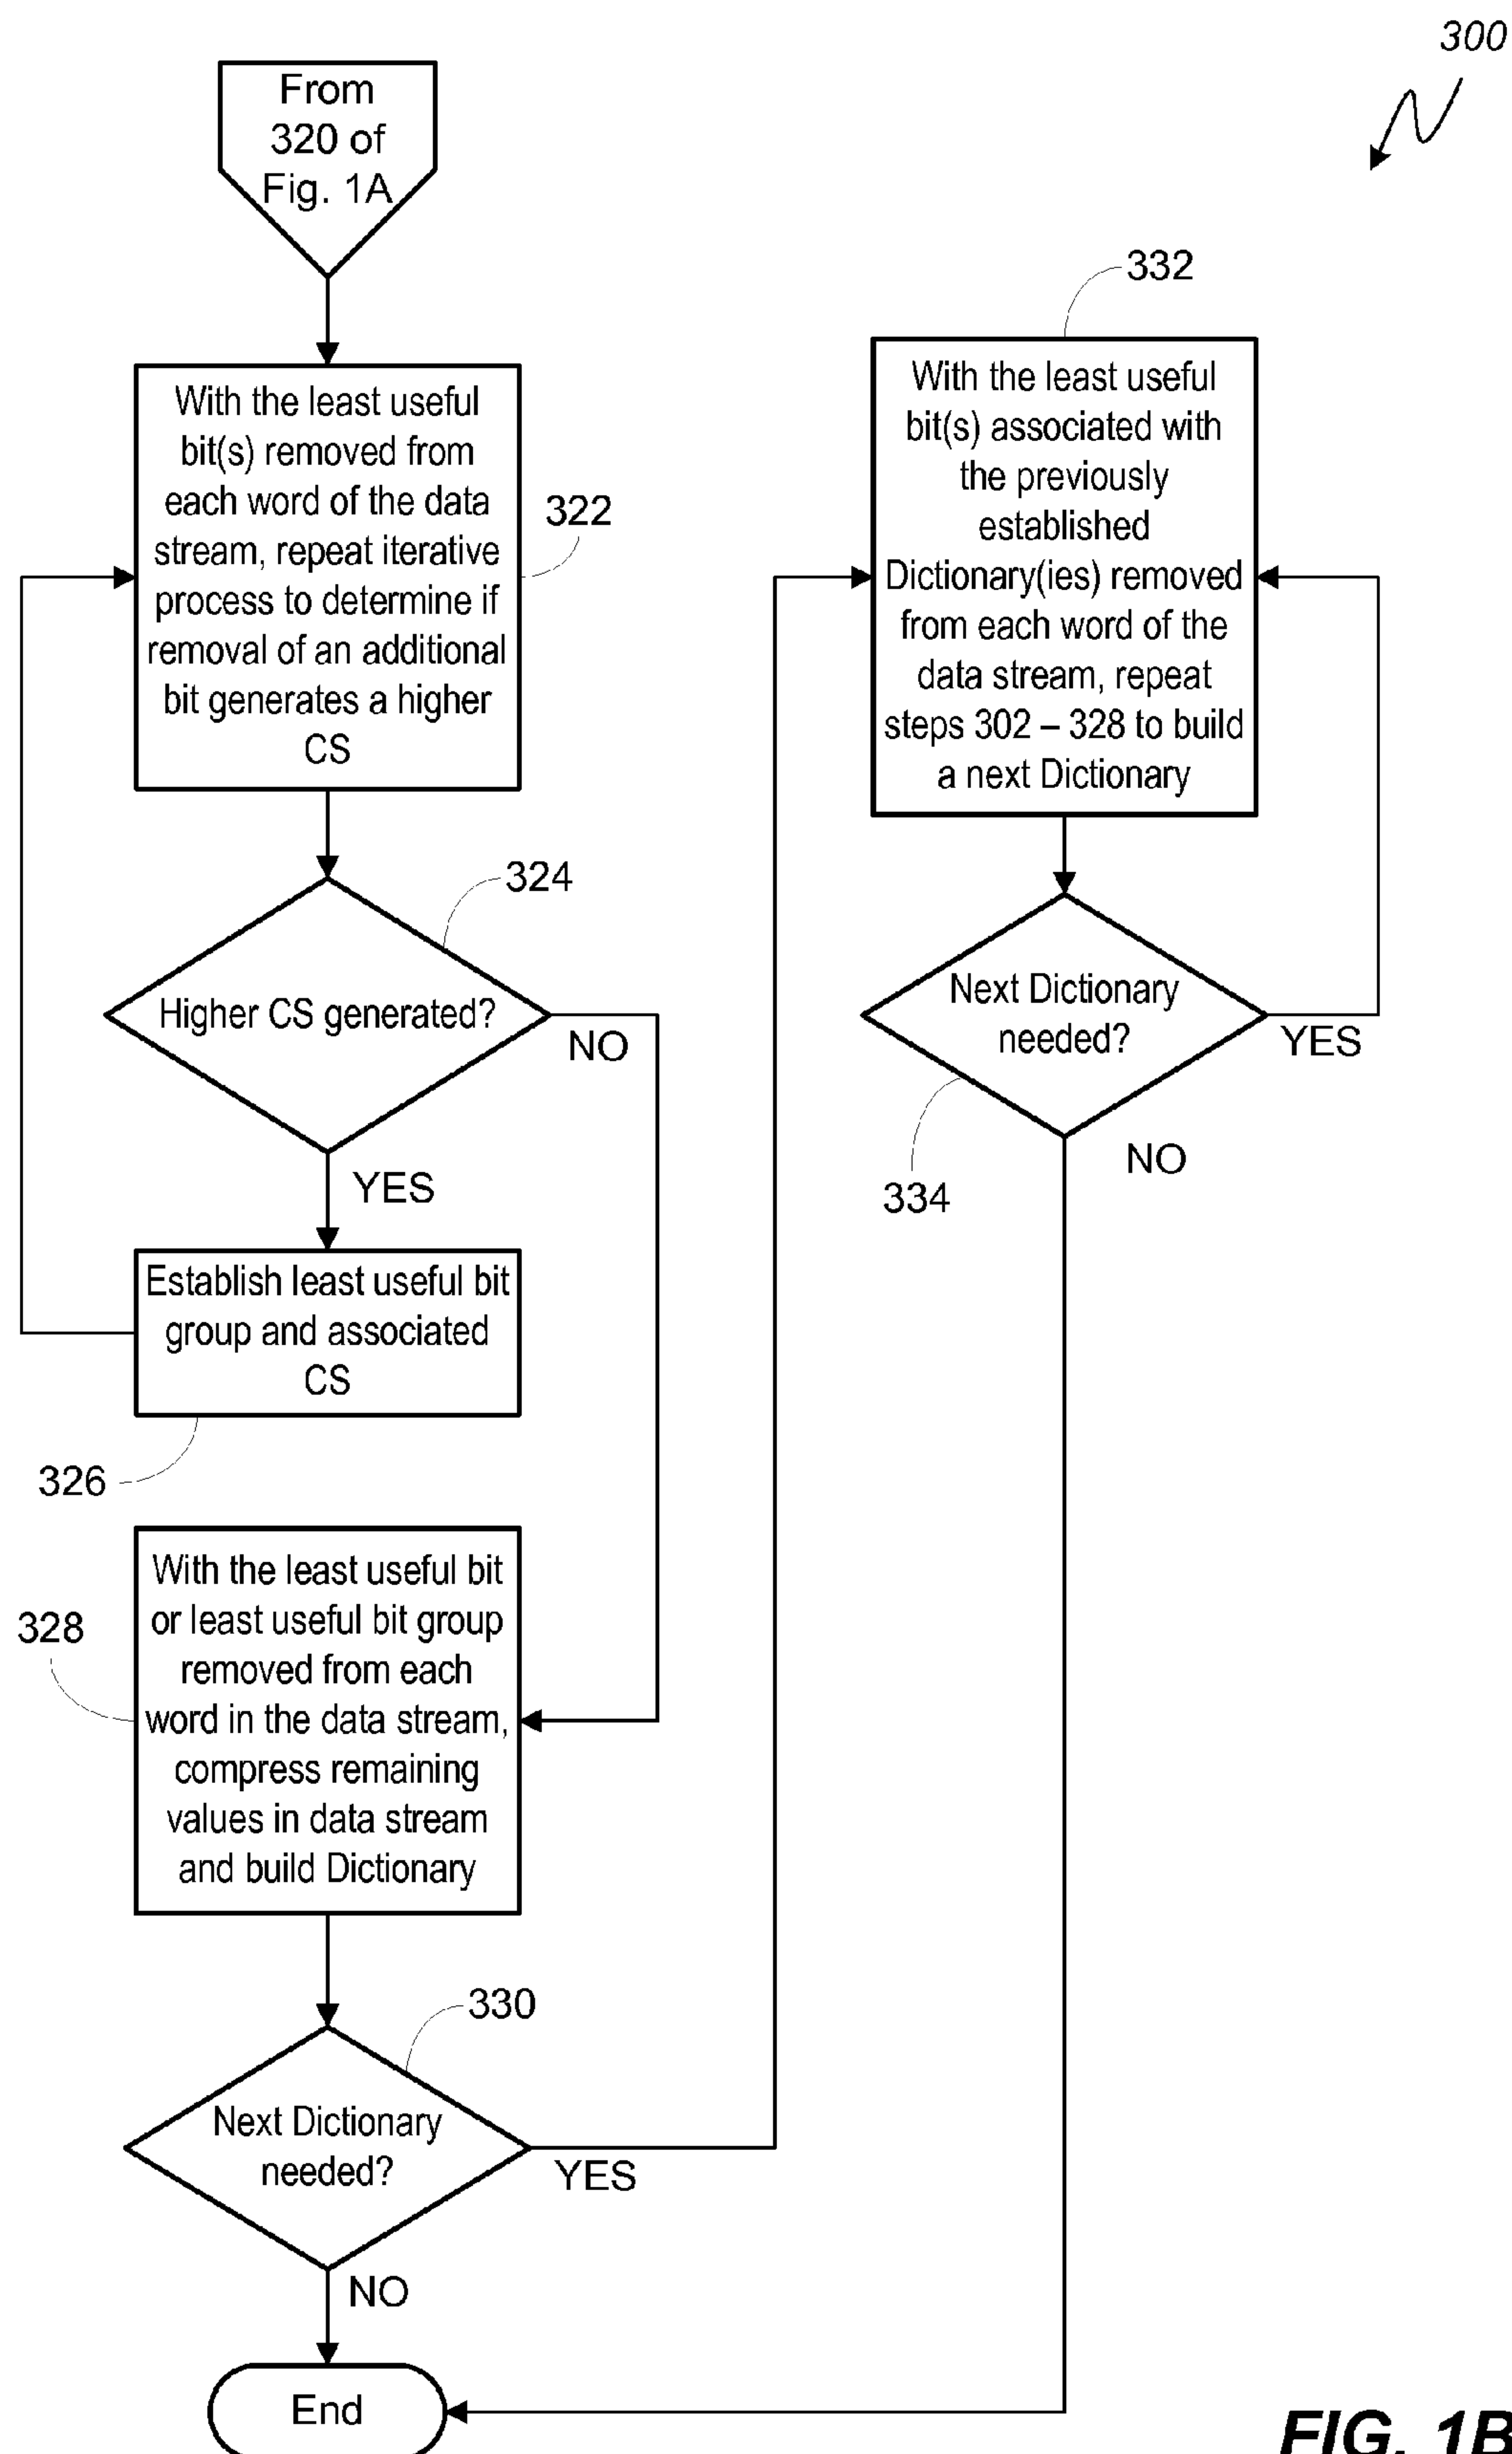 300
From
320 of
Fig. 1A
With the least useful
bit(s) removed from
each word of the data
stream, repeat iterative
process to determine if
removal of an additional
bit generates a higher
CS
322
324
Higher CS generated?
NO
YES
Establish least useful bit
group and associated
CS
326
With the least useful bit
or least useful bit group
removed from each
word in the data stream,
compress remaining
values in data stream
and build Dictionary
328
330
Next Dictionary
needed?
YES
NO
End
332
With the least useful
bit(s) associated with
the previously
established
Dictionary(ies) removed
from each word of the
data stream, repeat
steps 302 – 328 to build
a next Dictionary
Next Dictionary
needed?
YES
NO
334
FIG. 1B